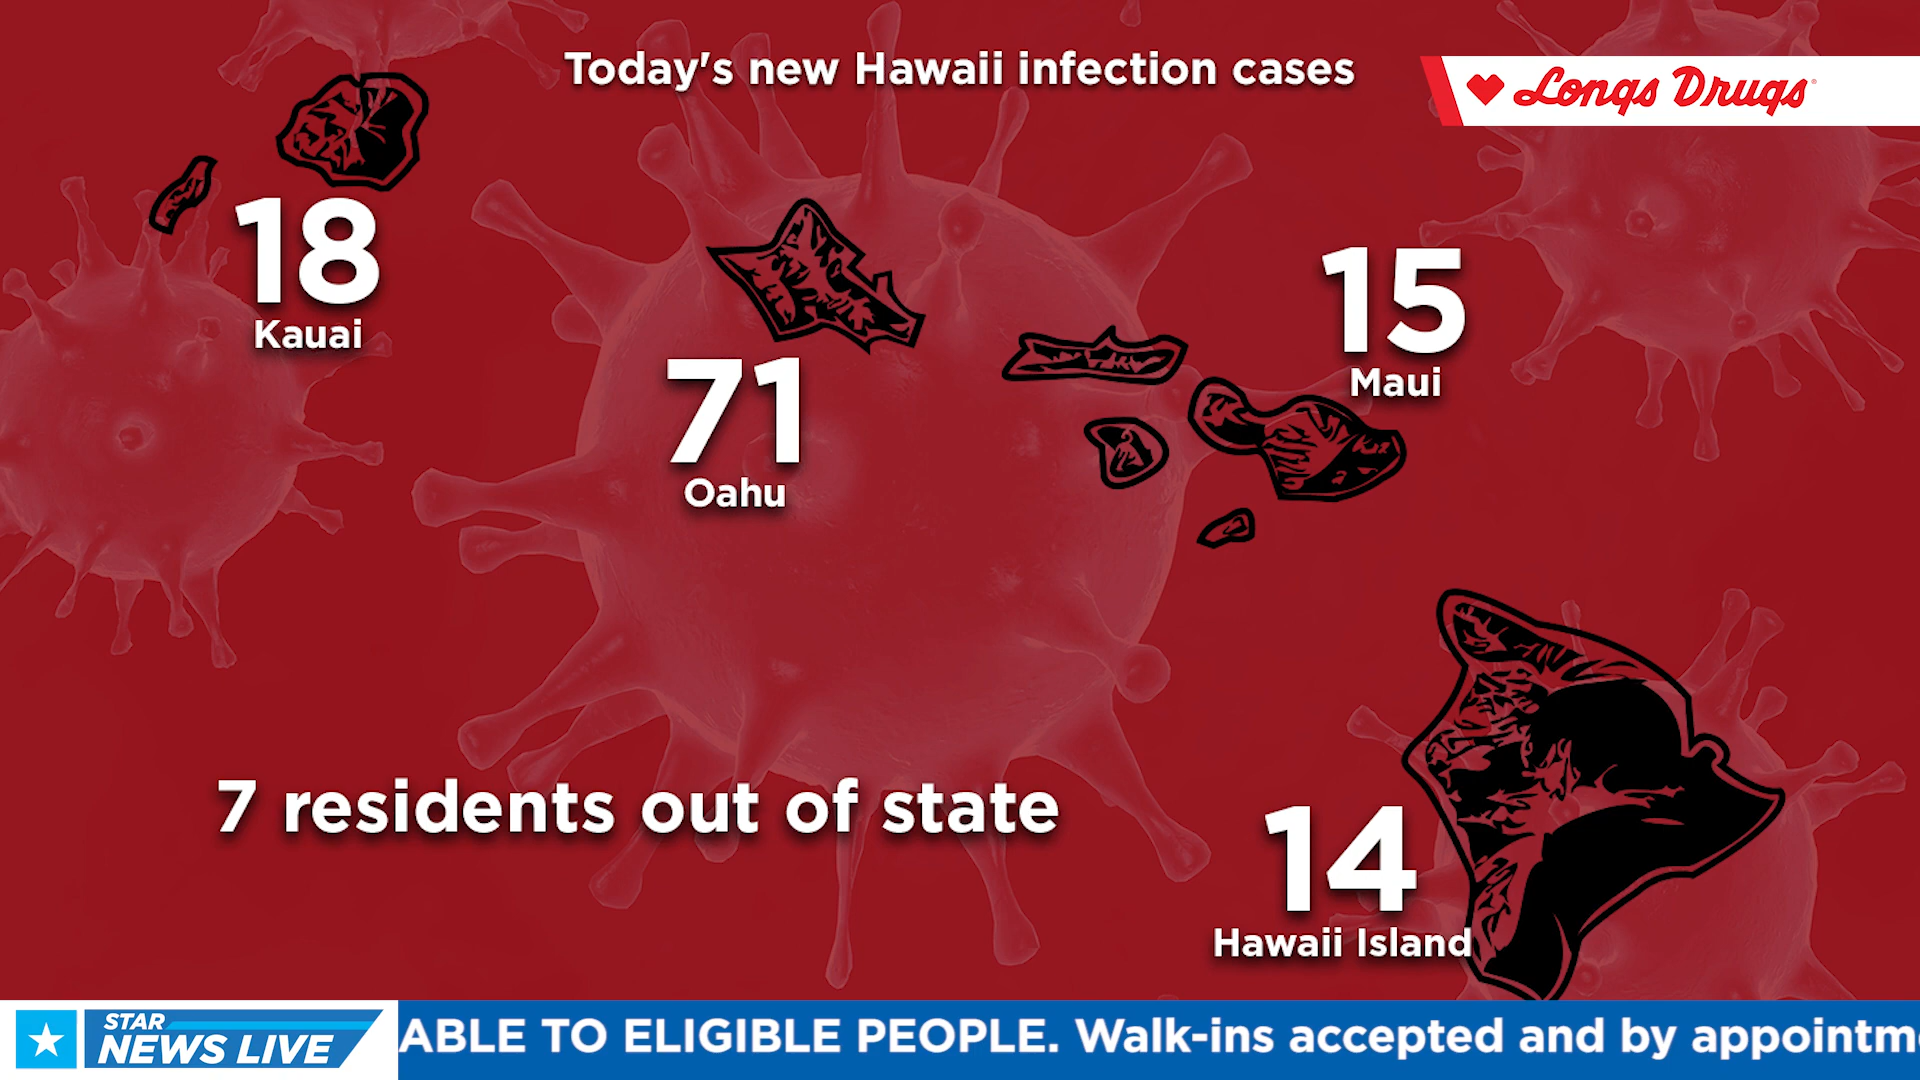 Today's new Hawaii infection cases
Longs Drugs
18
Kauai
71
Oahu
15
Maui
7 residents out of state
14
Hawaii Island
STAR
NEWS LIVE
ABLE TO ELIGIBLE PEOPLE. Walk-ins accepted and by appointm